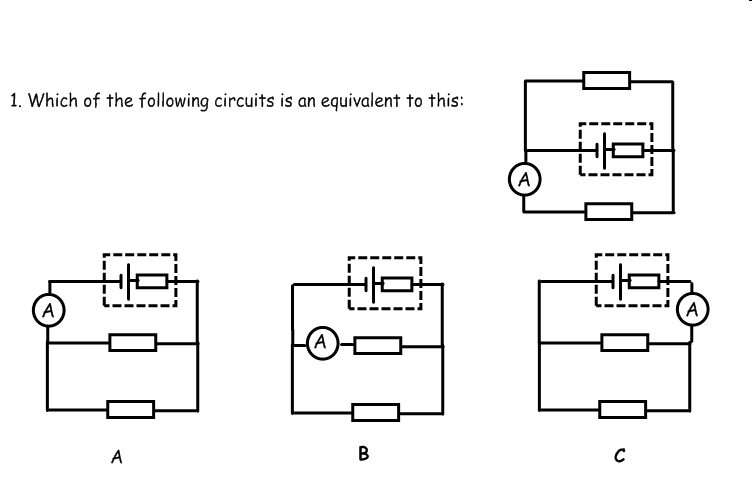 1. Which of the following circuits is an equivalent to this:
A
A
A
A
A
B
C